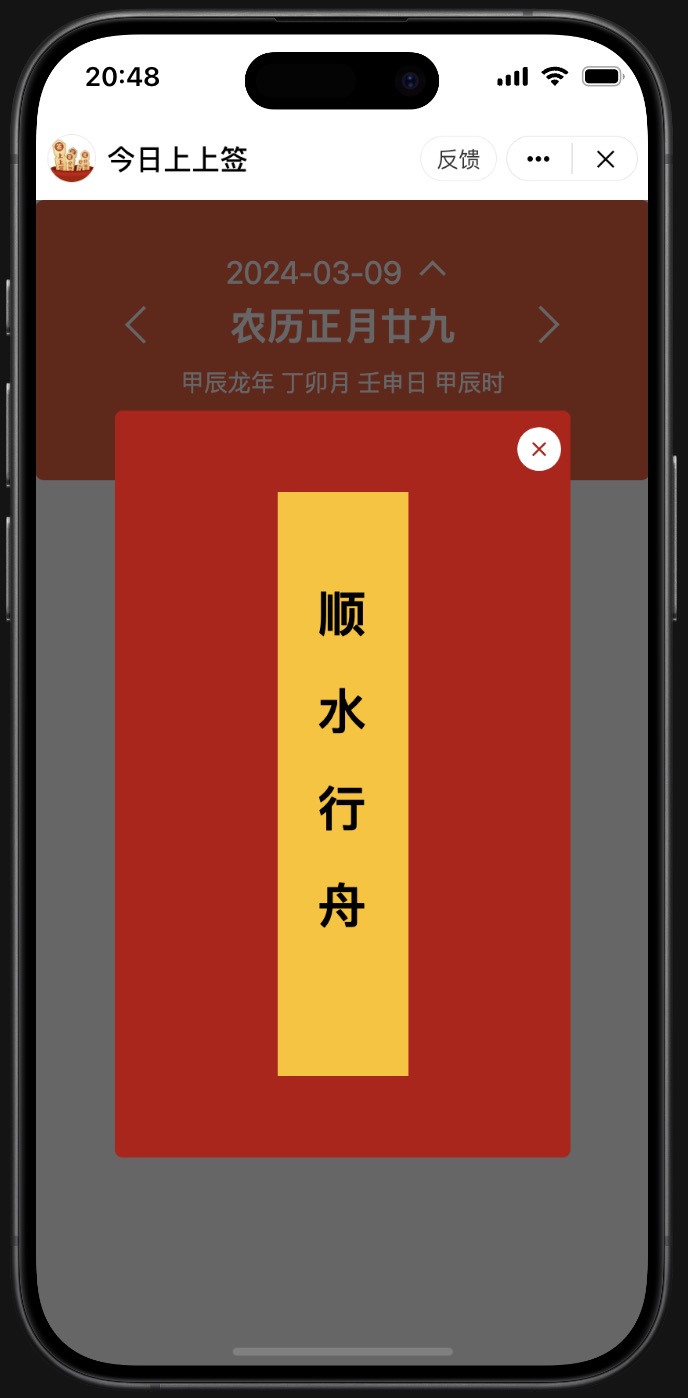 20:48
今日上上签
反馈
2024-03-09
农历正月廿九
甲辰龙年 丁卯月 壬申日 甲辰时
顺
水
行
舟